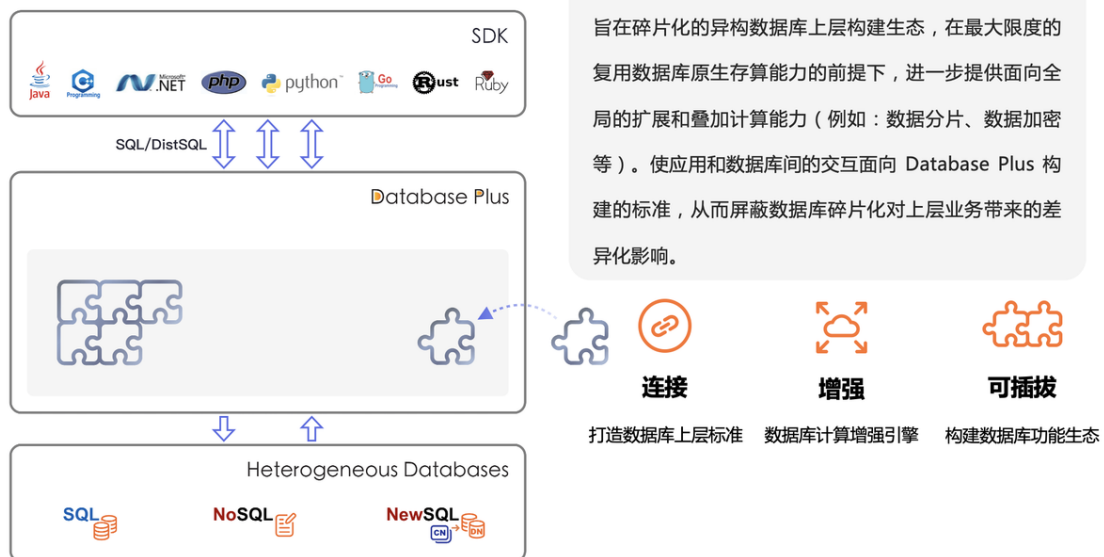 SDK
Java
C
Programming
Microsoft
.NET
php
python
Go
Programming
Rust
Ruby
SQL/DistSQL
Database Plus
Heterogeneous Databases
SQL
NoSQL
NewSQL
CN
DN
旨在碎片化的异构数据库上层构建生态，在最大限度的
复用数据库原生存算能力的前提下，进一步提供面向全
局的扩展和叠加计算能力（例如：数据分片、数据加密
等）。使应用和数据库间的交互面向 Database Plus 构
建的标准，从而屏蔽数据库碎片化对上层业务带来的差
异化影响。
连接
打造数据库上层标准
增强
数据库计算增强引擎
可插拔
构建数据库功能生态